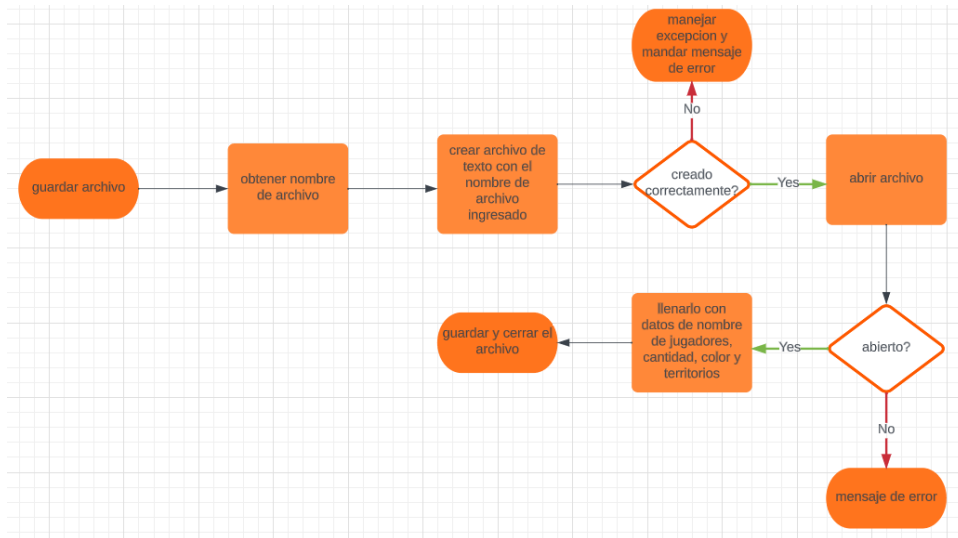 manejar
excepcion y
mandar mensaje
de error
No
guardar archivo
obtener nombre
de archivo
crear archivo de
texto con el
nombre de
archivo
ingresado
creado
correctamente?
Yes
abrir archivo
guardar y cerrar el
archivo
llenarlo con
datos de nombre
de jugadores,
cantidad, color y
territorios
Yes
abierto?
No
mensaje de error